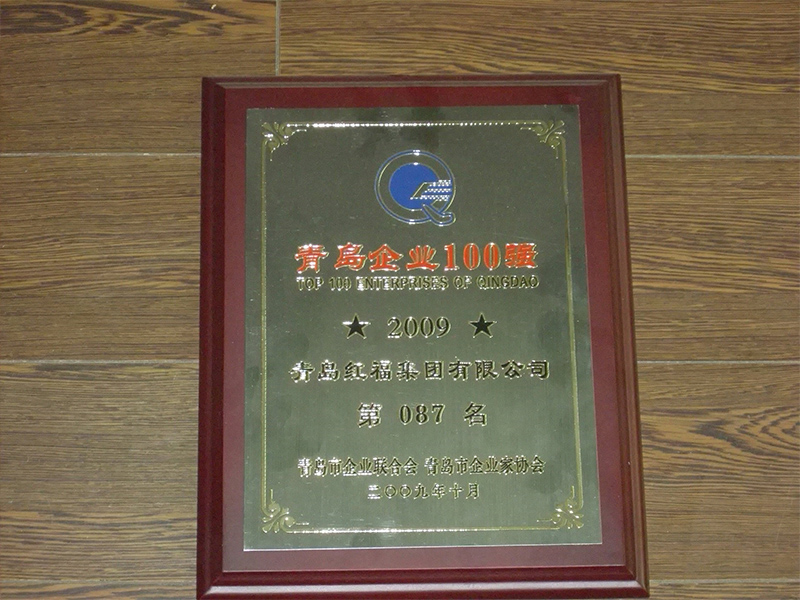 青岛企业100强
TOP 100 ENTERPRISES OF QINGDAO
★ 2009 ★
青岛红福集团有限公司
第 087 名
青岛市企业联合会 青岛市企业家协会
二〇〇九年十月